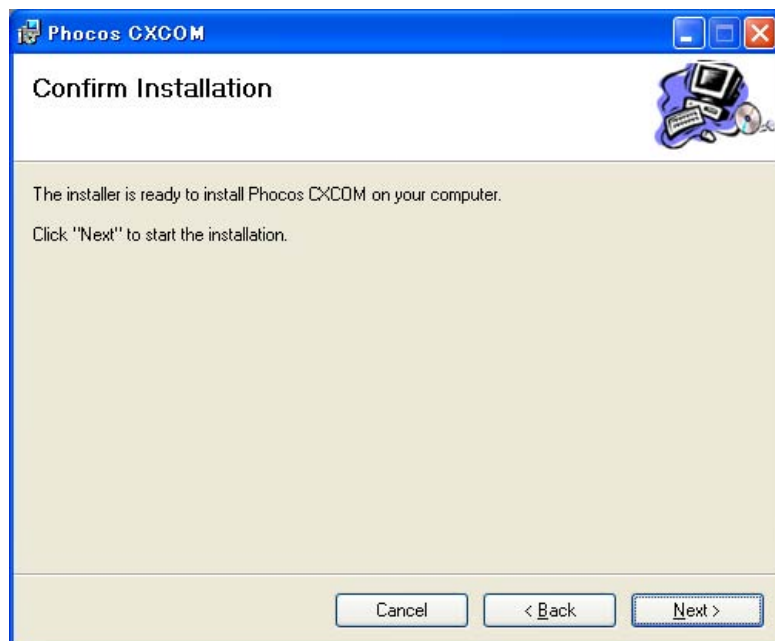 Phocos CXCOM
Confirm Installation
The installer is ready to install Phocos CXCOM on your computer.
Click "Next" to start the installation.
Cancel
< Back
Next >